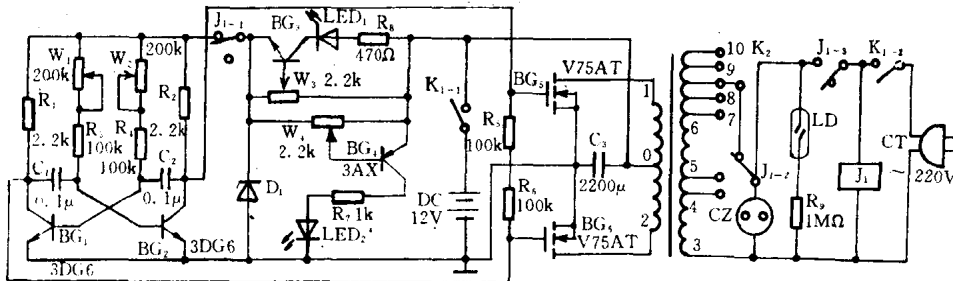 J₁₋₁
BG₃
LED₁
R₈
470Ω
W₁
200k
W₂
200k
R₁
2.2k
R₃
100k
R₄
100k
R₂
2.2k
C₁
0.1μ
C₂
0.1μ
BG₁
3DG6
BG₂
3DG6
W₃ 2.2k
W₄
2.2k
BG₄
3AX
D₁
R₇ 1k
LED₂
K₁₋₁
DC
12V
BG₅
V75AT
R₅
100k
R₆
100k
C₃
2200μ
BG₆
V75AT
1
0
2
10
9
8
7
6
5
4
3
K₂
J₁₋₂
CZ
J₁₋₃
K₁₋₂
LD
R₉
1MΩ
J₁
CT
~
220V